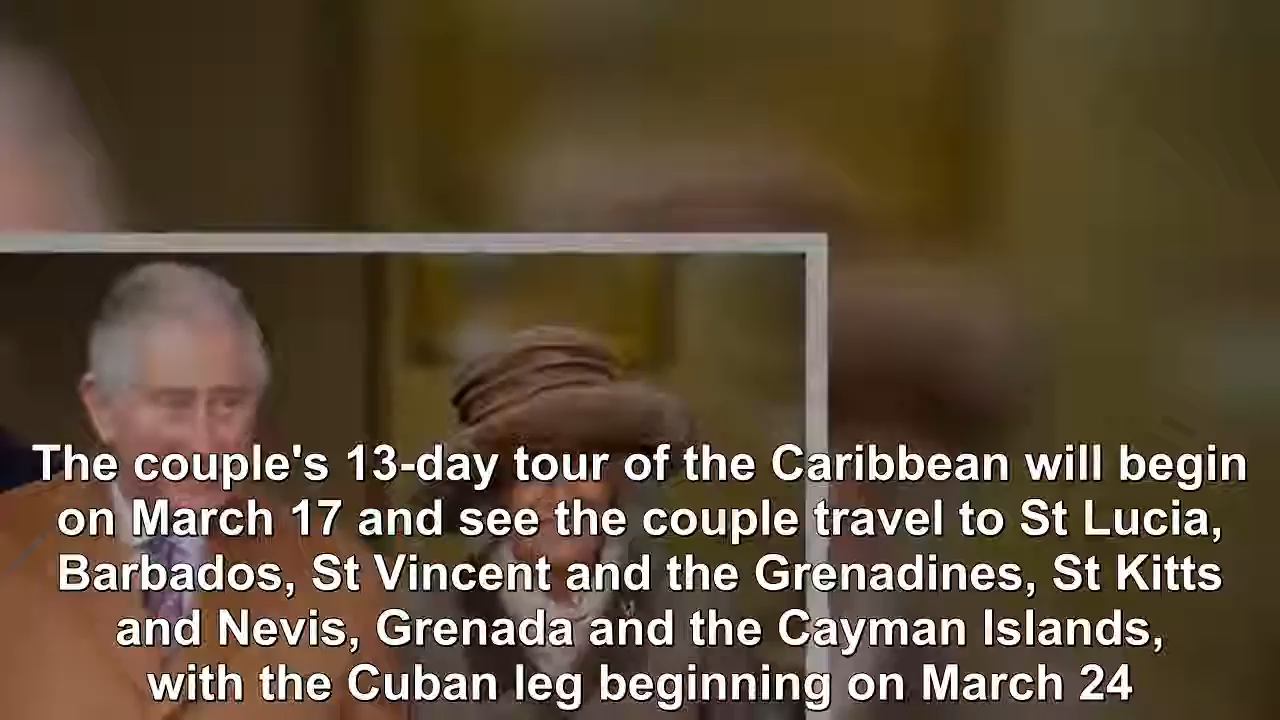 The couple's 13-day tour of the Caribbean will begin
on March 17 and see the couple travel to St Lucia,
Barbados, St Vincent and the Grenadines, St Kitts
and Nevis, Grenada and the Cayman Islands,
with the Cuban leg beginning on March 24